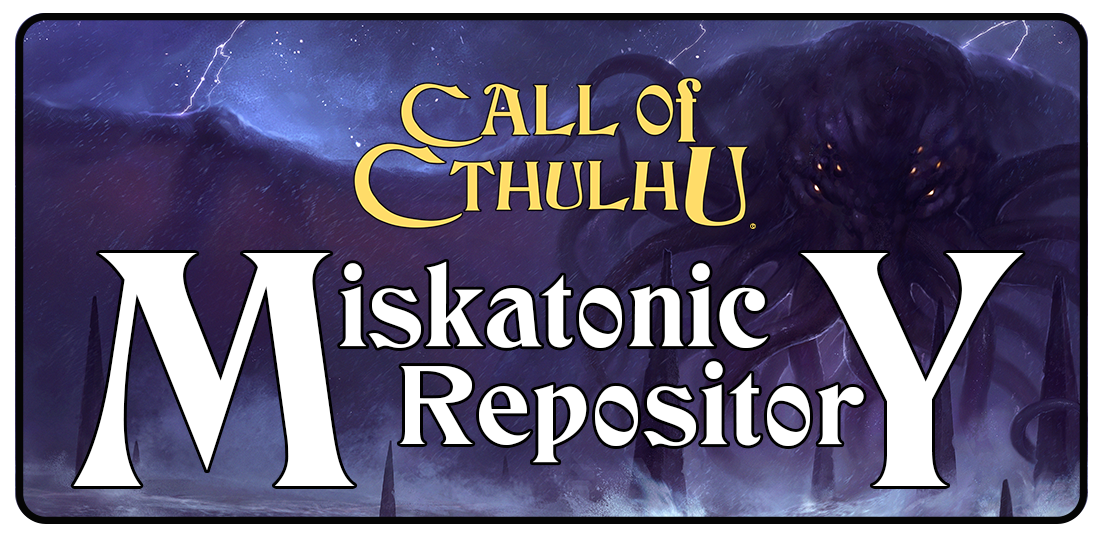 CALL of
CTHULHU
Miskatonic
RepositorY